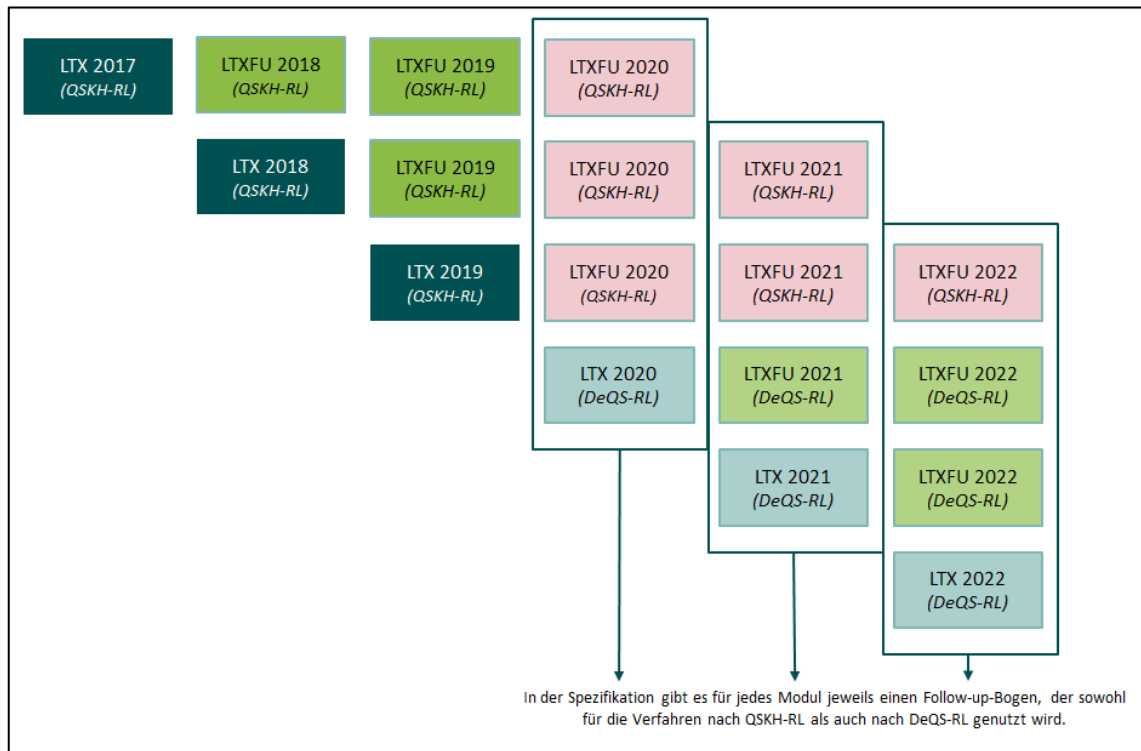 LTX 2017
(QSKH-RL)
LTXFU 2018
(QSKH-RL)
LTXFU 2019
(QSKH-RL)
LTXFU 2020
(QSKH-RL)
LTX 2018
(QSKH-RL)
LTXFU 2019
(QSKH-RL)
LTXFU 2020
(QSKH-RL)
LTXFU 2021
(QSKH-RL)
LTX 2019
(QSKH-RL)
LTXFU 2020
(QSKH-RL)
LTXFU 2021
(QSKH-RL)
LTXFU 2022
(QSKH-RL)
LTX 2020
(DeQS-RL)
LTXFU 2021
(DeQS-RL)
LTXFU 2022
(DeQS-RL)
LTX 2021
(DeQS-RL)
LTXFU 2022
(DeQS-RL)
LTX 2022
(DeQS-RL)
In der Spezifikation gibt es für jedes Modul jeweils einen Follow-up-Bogen, der sowohl
für die Verfahren nach QSKH-RL als auch nach DeQS-RL genutzt wird.